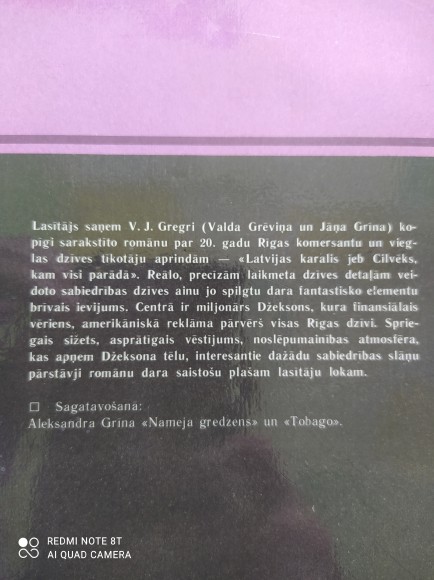 Lasītājs saņem V. J. Gregri (Valda Grēviņa un Jāņa Grīna) ko-
pīgi sarakstīto romānu par 20. gadu Rīgas komersantu un vieg-
las dzīves tīkotāju aprindām — «Latvijas karalis jeb Cilvēks,
kam visi parādā». Reālo, precizām laikmeta dzīves detaļām vei-
doto sabiedrības dzīves ainu jo spilgtu dara fantastisko elementu
brīvais ievijums. Centrā ir miljonārs Džeksons, kura finansiālais
vēriens, amerikāniskā reklāma pārvērš visas Rīgas dzīvi. Sprie-
gais sižets, asprātīgais vēstījums, noslēpumainības atmosfēra,
kas apņem Džeksona tēlu, interesantie dažādu sabiedrības slāņu
pārstāvji romānu dara saistošu plašam lasītāju lokam.
☐ Sagatavošanā:
Aleksandra Grīna «Nameja gredzens» un «Tobago».
REDMI NOTE 8T
AI QUAD CAMERA